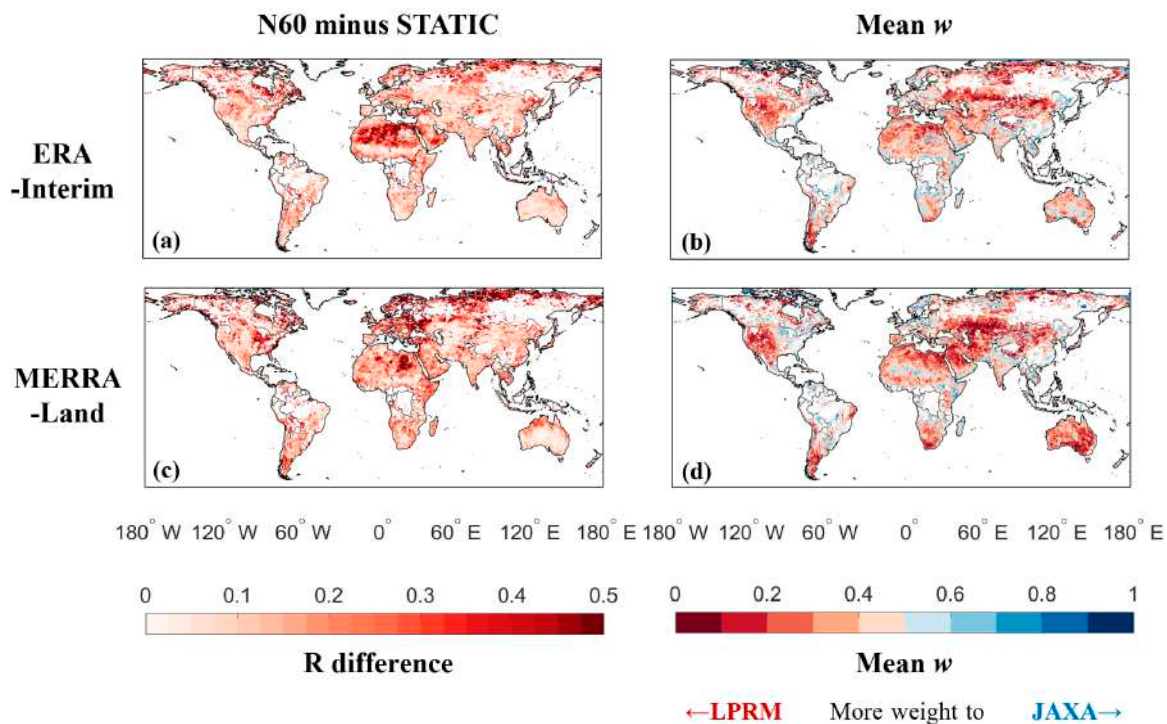 N60 minus STATIC
Mean w
ERA
-Interim
(a)
(b)
MERRA
-Land
(c)
(d)
180° W 120° W 60° W 0° 60° E 120° E 180° E
180° W 120° W 60° W 0° 60° E 120° E 180° E
0 0.1 0.2 0.3 0.4 0.5
0 0.2 0.4 0.6 0.8 1
R difference
Mean w
←LPRM More weight to JAXA→